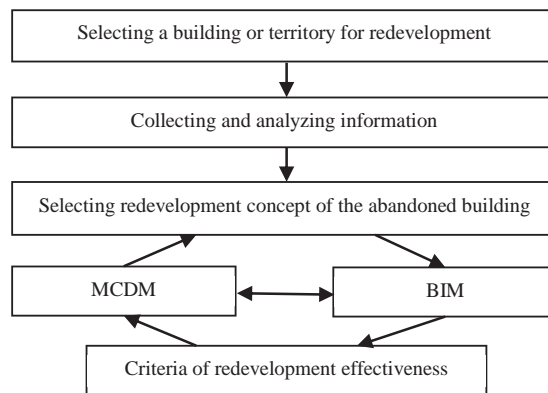 Selecting a building or territory for redevelopment
Collecting and analyzing information
Selecting redevelopment concept of the abandoned building
MCDM
BIM
Criteria of redevelopment effectiveness